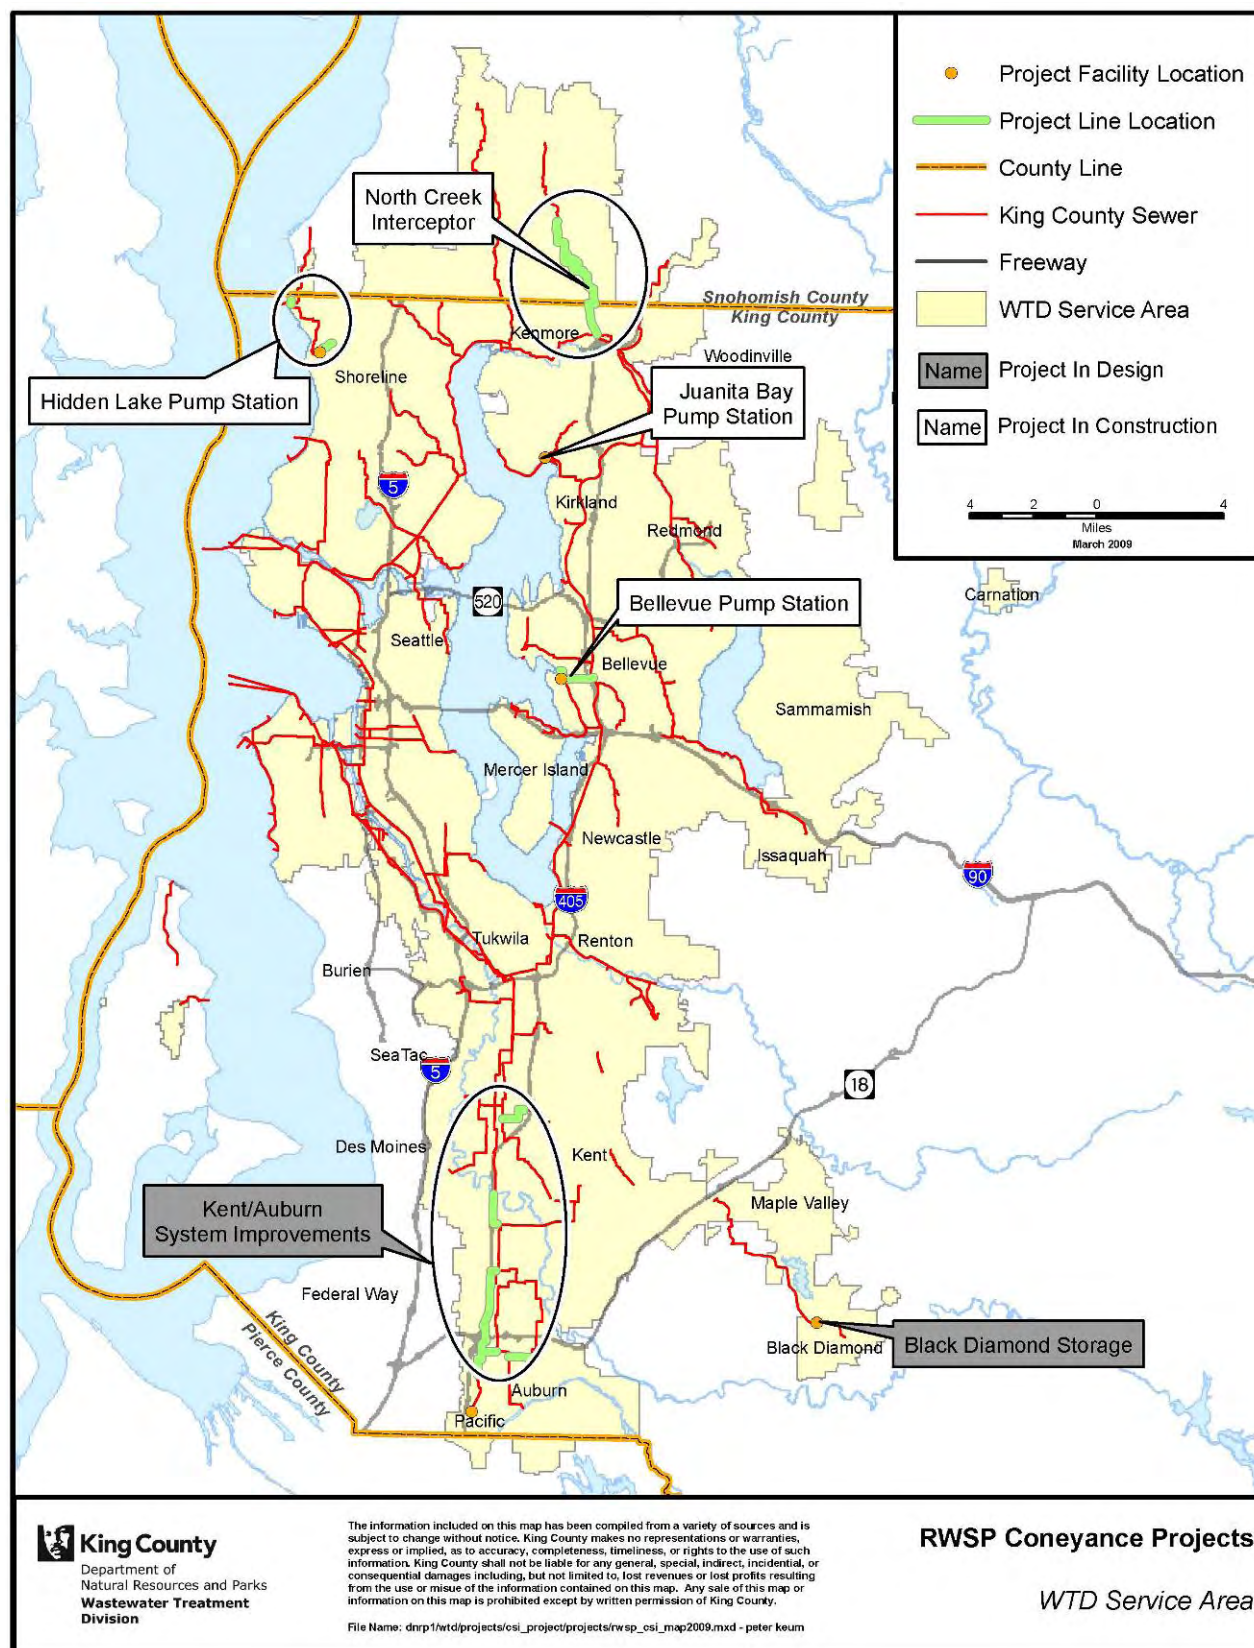 Project Facility Location
Project Line Location
County Line
King County Sewer
Freeway
WTD Service Area
Name Project In Design
Name Project In Construction
4 2 0 4
Miles
March 2009
North Creek
Interceptor
Snohomish County
King County
Kenmore
Woodinville
Shoreline
Hidden Lake Pump Station
Juanita Bay
Pump Station
5
Kirkland
Redmond
Carnation
520
Bellevue Pump Station
Seattle
Bellevue
Sammamish
Mercer Island
Newcastle
Issaquah
90
405
Tukwila
Renton
Burien
SeaTac
5
18
Des Moines
Kent
Maple Valley
Kent/Auburn
System Improvements
Federal Way
King County
Pierce County
Black Diamond
Black Diamond Storage
Auburn
Pacific
King County
Department of
Natural Resources and Parks
Wastewater Treatment
Division
The information included on this map has been compiled from a variety of sources and is
subject to change without notice. King County makes no representations or warranties,
express or implied, as to accuracy, completeness, timeliness, or rights to the use of such
information. King County shall not be liable for any general, special, indirect, incidental, or
consequential damages including, but not limited to, lost revenues or lost profits resulting
from the use or misue of the information contained on this map. Any sale of this map or
information on this map is prohibited except by written permission of King County.
File Name: dnrp1/wtd/projects/csi_project/projects/rwsp_csi_map2009.mxd - peter keum
RWSP Coneyance Projects
WTD Service Area